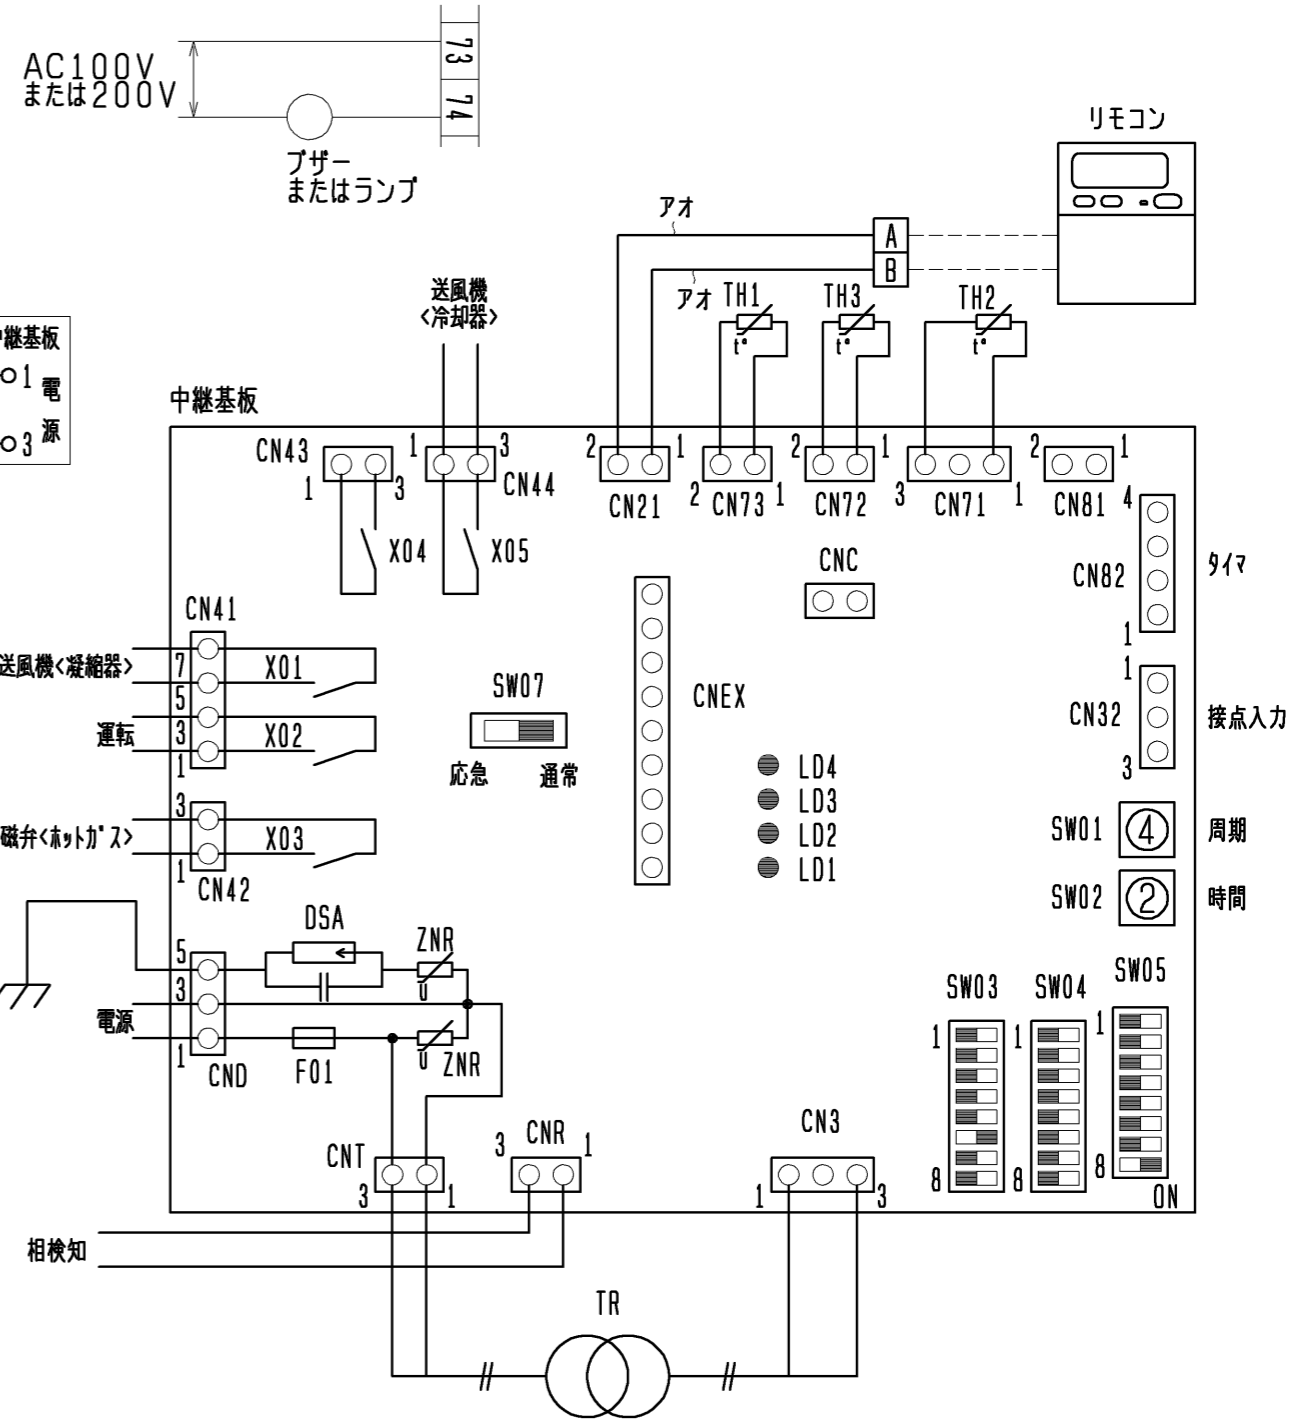 AC100V
または200V
73
74
ブザー
またはランプ
リモコン
アオ
A
B
アオ
送風機
<冷却器>
TH1
t°
TH3
t°
TH2
t°
継基板
1
電
3
源
中継基板
CN43
1
3
1
3
CN44
2
1
CN21
2
CN73
1
2
1
CN72
3
CN71
1
2
1
CN81
X04
X05
CNC
4
CN82
1
タイマ
CN41
送風機<凝縮器>
7
X01
5
運転
3
X02
1
SW07
応急
通常
CNEX
1
CN32
3
接点入力
LD4
LD3
LD2
LD1
磁弁<ホットガス>
3
X03
1
CN42
SW01
4
周期
SW02
2
時間
DSA
ZNR
U
5
3
電源
1
CND
F01
U
ZNR
SW03
1
8
SW04
1
8
SW05
1
8
ON
CNT
3
1
3
CNR
1
CN3
1
3
相検知
TR